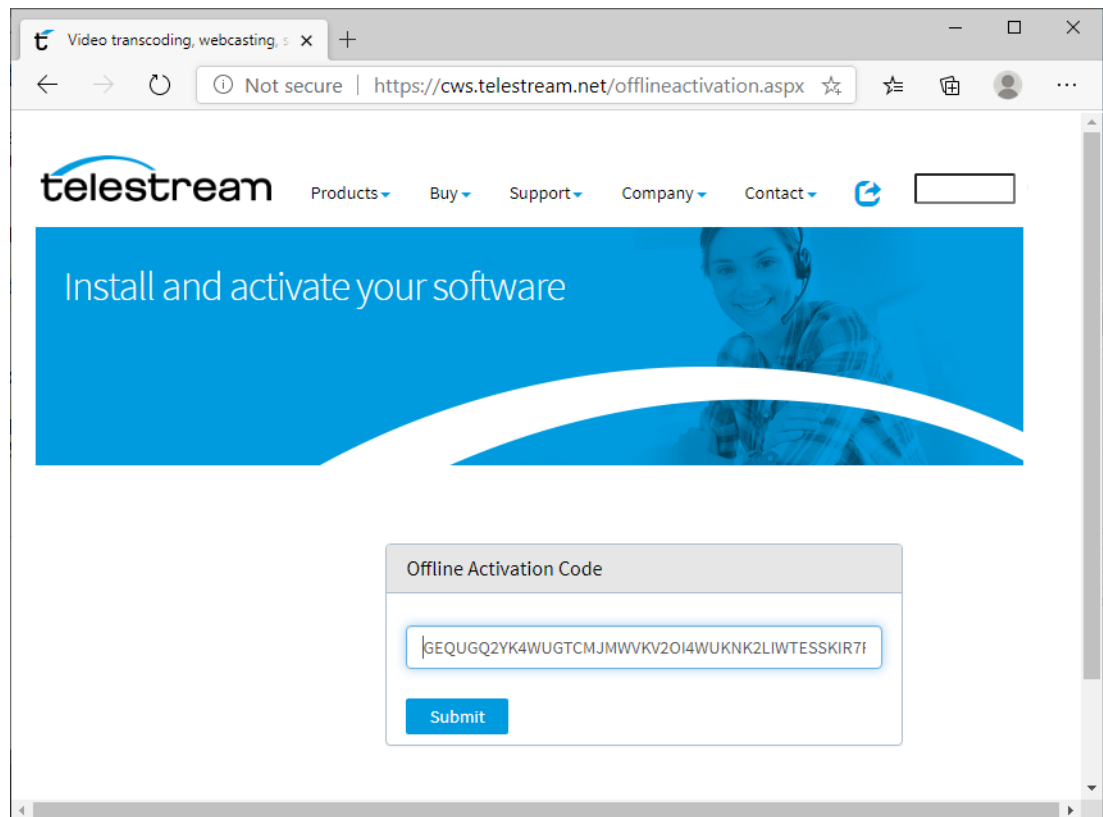 Video transcoding, webcasting, s
Not secure | https://cws.telestream.net/offlineactivation.aspx
telestream
Products Buy Support Company Contact
Install and activate your software
Offline Activation Code
GEQUGQ2YK4WUGTCMJMWVKV2OI4WUKNK2LIWTESSKIR7F
Submit